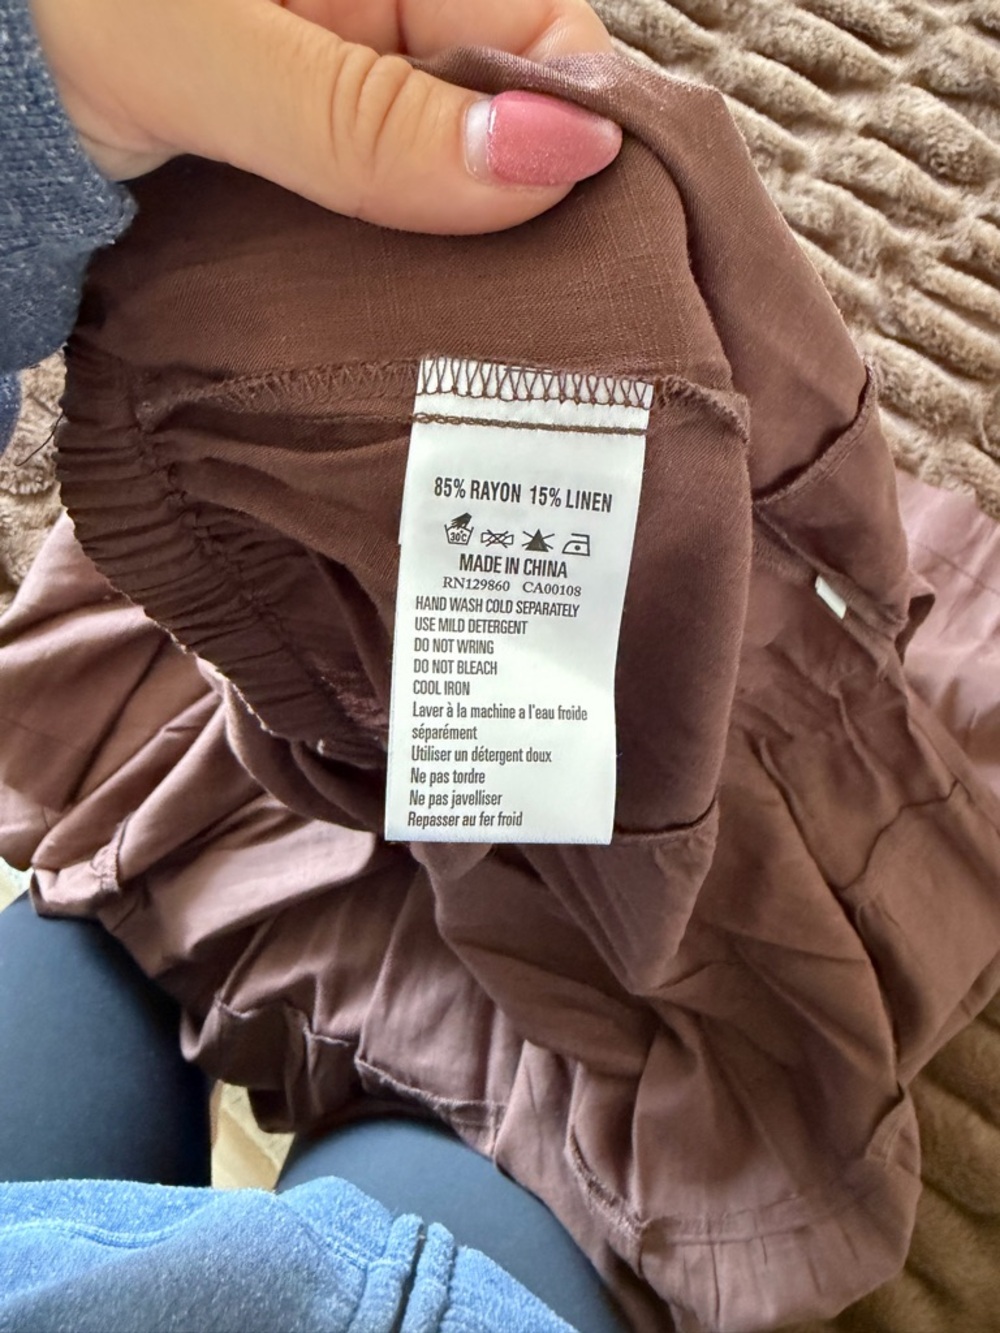 85% RAYON 15% LINEN
30°C
MADE IN CHINA
RN129860 CA00108
HAND WASH COLD SEPARATELY
USE MILD DETERGENT
DO NOT WRING
DO NOT BLEACH
COOL IRON
Laver à la machine a l'eau froide
séparément
Utiliser un détergent doux
Ne pas tordre
Ne pas javelliser
Repasser au fer froid